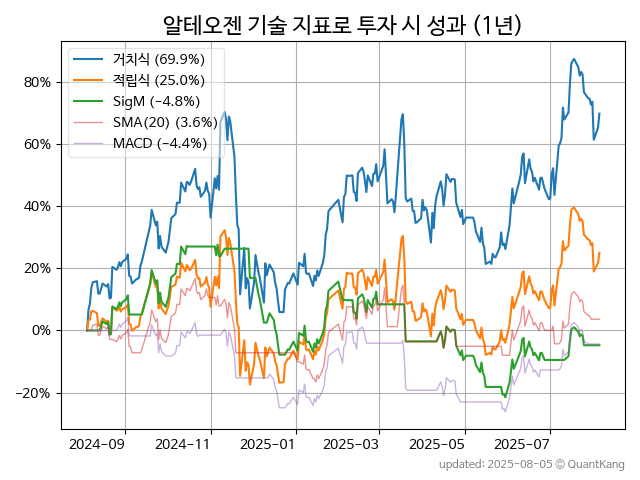 알테오젠 기술 지표로 투자 시 성과 (1년)
거치식 (69.9%)
적립식 (25.0%)
SigM (−4.8%)
SMA(20) (3.6%)
MACD (−4.4%)
80%
60%
40%
20%
0%
−20%
2024-09
2024-11
2025-01
2025-03
2025-05
2025-07
updated: 2025-08-05 ⓒ QuantKang